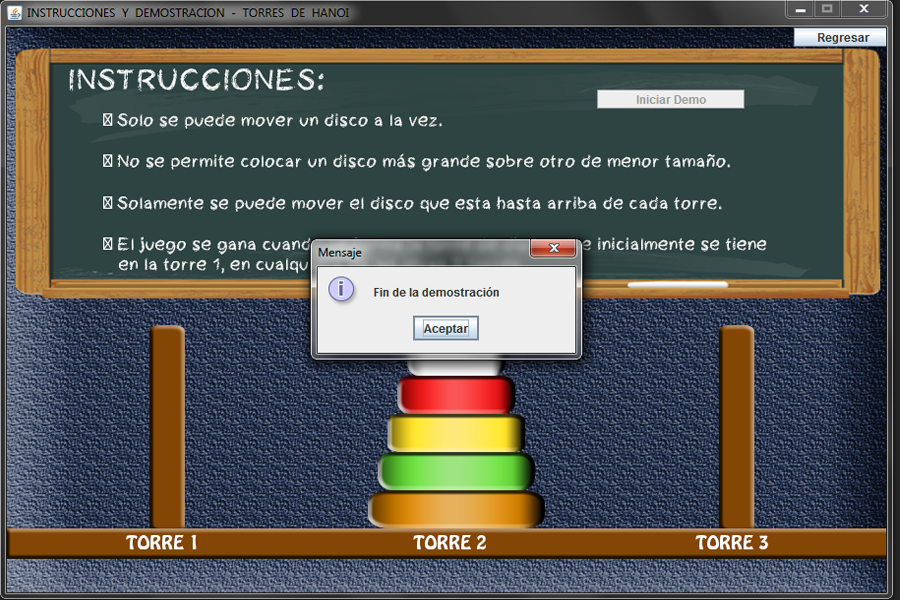 INSTRUCCIONES Y DEMOSTRACION - TORRES DE HANOI
Regresar
INSTRUCCIONES:
Iniciar Demo
Solo se puede mover un disco a la vez.
No se permite colocar un disco más grande sobre otro de menor tamaño.
Solamente se puede mover el disco que esta hasta arriba de cada torre.
El juego se gana inicialmente se tiene
en la torre 1, en
Mensaje
Fin de la demostración
Aceptar
TORRE 1
TORRE 2
TORRE 3